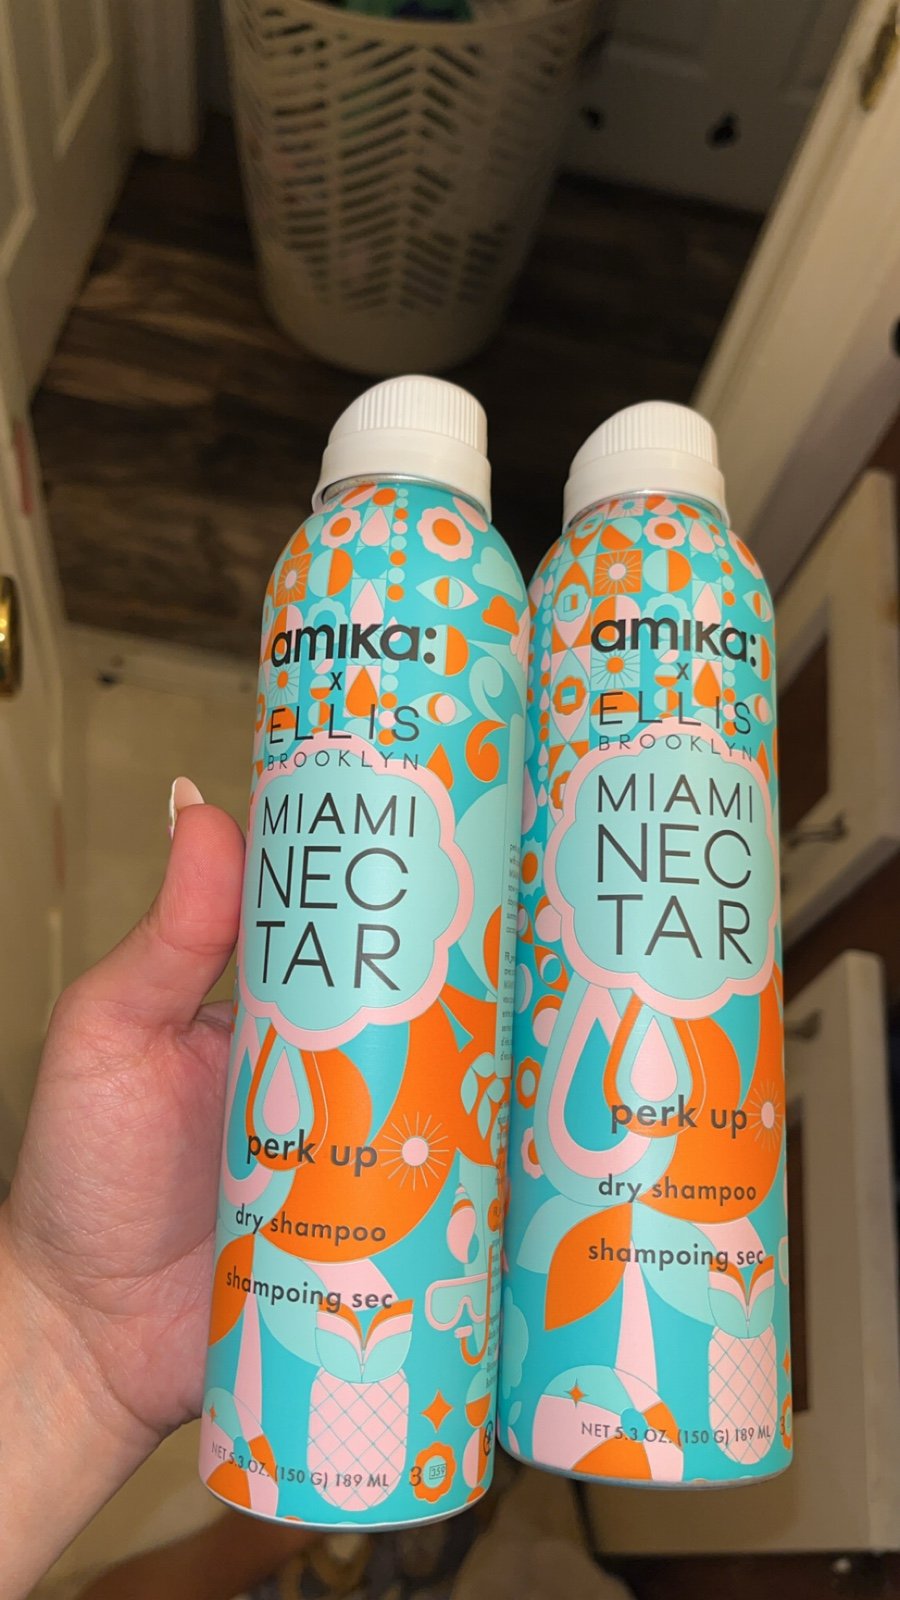 amika:
x
ELLIS
BROOKLYN
MIAMI
NEC
TAR
perk up
dry shampoo
shampoing sec
NET 5.3 OZ. (150 G) 189 ML
3
amika:
x
ELLIS
BROOKLYN
MIAMI
NEC
TAR
perk up
dry shampoo
shampoing sec
NET 5.3 OZ. (150 G) 189 ML
3